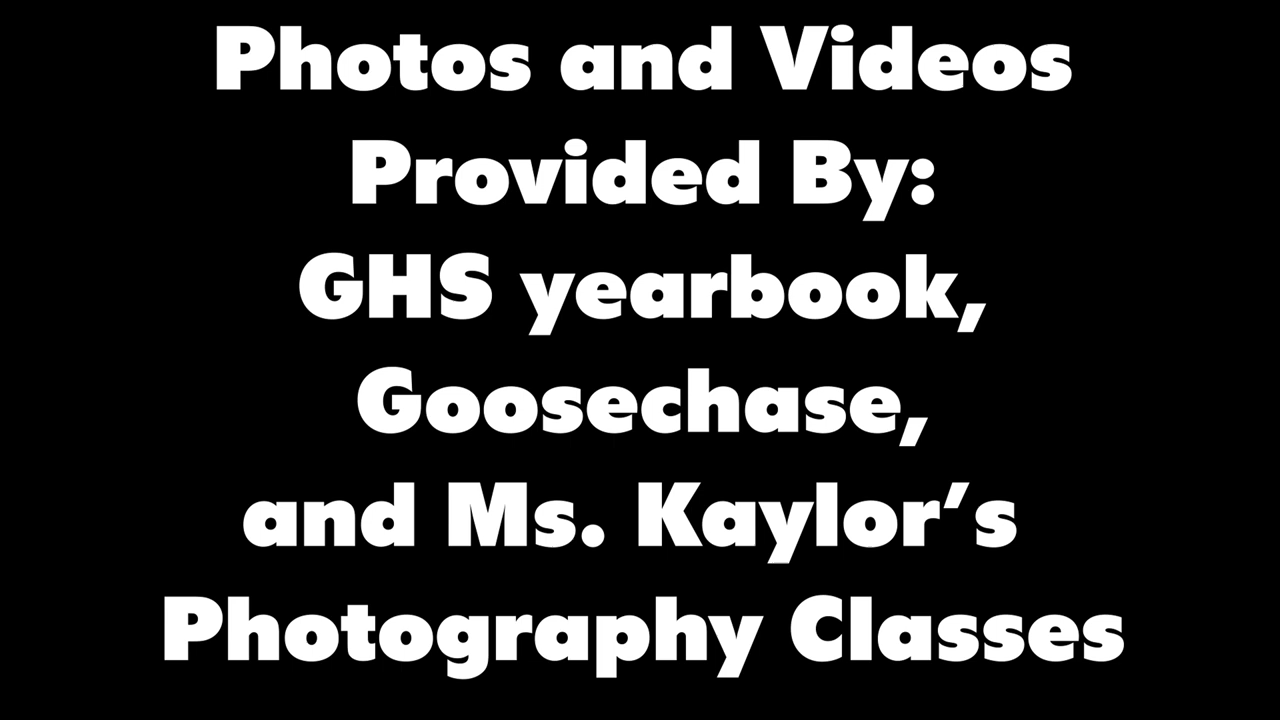 Photos and Videos
Provided By:
GHS yearbook,
Goosechase,
and Ms. Kaylor’s
Photography Classes